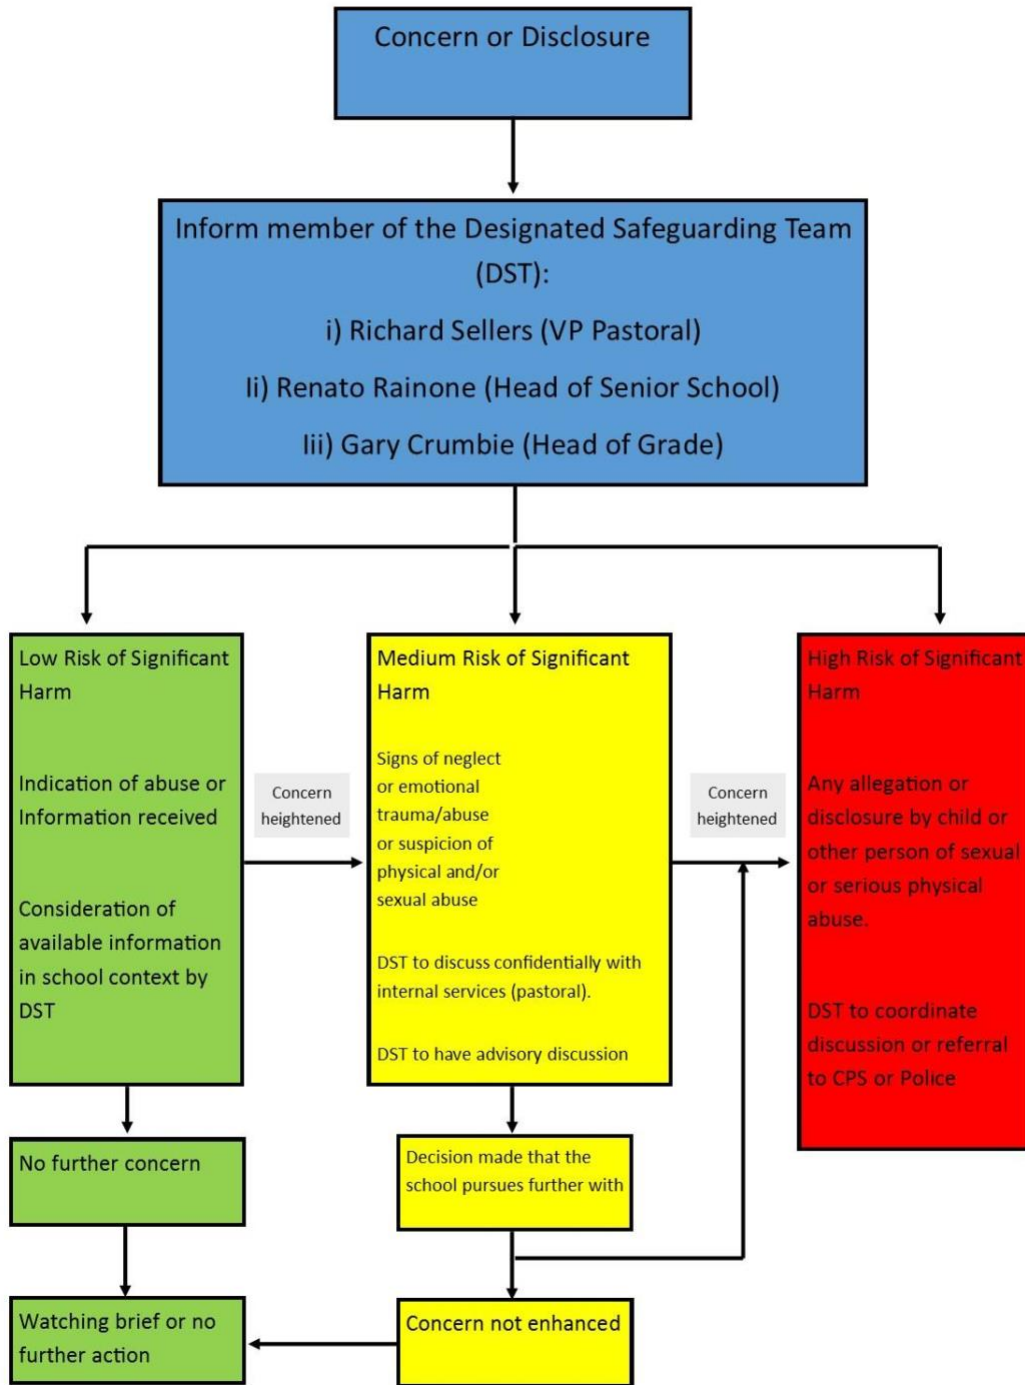 Concern or Disclosure
Inform member of the Designated Safeguarding Team
(DST):
i) Richard Sellers (VP Pastoral)
Ii) Renato Rainone (Head of Senior School)
Iii) Gary Crumbie (Head of Grade)
Low Risk of Significant
Harm
Indication of abuse or
Information received
Consideration of
available information
in school context by
DST
Concern
heightened
Medium Risk of Significant
Harm
Signs of neglect
or emotional
trauma/abuse
or suspicion of
physical and/or
sexual abuse
DST to discuss confidentially with
internal services (pastoral).
DST to have advisory discussion
Concern
heightened
High Risk of Significant
Harm
Any allegation or
disclosure by child or
other person of sexual
or serious physical
abuse.
DST to coordinate
discussion or referral
to CPS or Police
No further concern
Decision made that the
school pursues further with
Watching brief or no
further action
Concern not enhanced